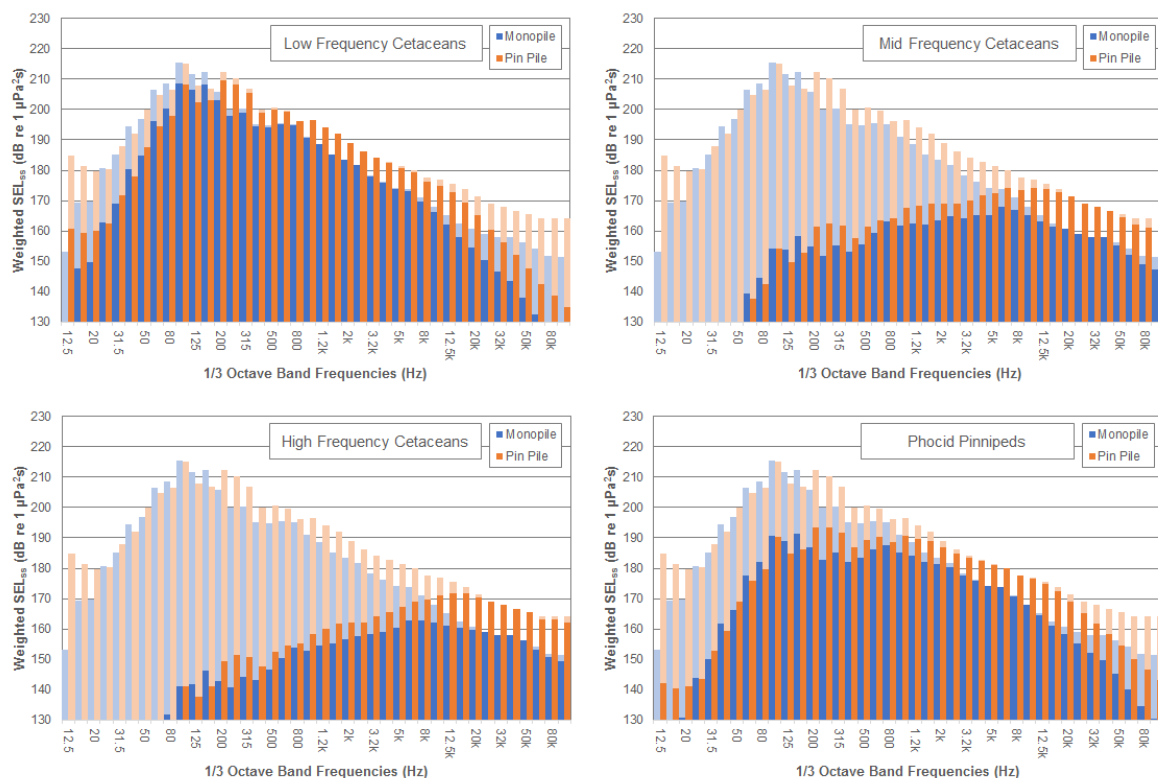 Low Frequency Cetaceans
Monopile
Pin Pile
Weighted SELss (dB re 1 µPa²s)
230
220
210
200
190
180
170
160
150
140
130
12.5
20
31.5
50
80
125
200
315
500
800
1.2k
2k
3.2k
5k
8k
12.5k
20k
32k
50k
80k
1/3 Octave Band Frequencies (Hz)
Mid Frequency Cetaceans
Monopile
Pin Pile
Weighted SELss (dB re 1 µPa²s)
230
220
210
200
190
180
170
160
150
140
130
12.5
20
31.5
50
80
125
200
315
500
800
1.2k
2k
3.2k
5k
8k
12.5k
20k
32k
50k
80k
1/3 Octave Band Frequencies (Hz)
High Frequency Cetaceans
Monopile
Pin Pile
Weighted SELss (dB re 1 µPa²s)
230
220
210
200
190
180
170
160
150
140
130
12.5
20
31.5
50
80
125
200
315
500
800
1.2k
2k
3.2k
5k
8k
12.5k
20k
32k
50k
80k
1/3 Octave Band Frequencies (Hz)
Phocid Pinnipeds
Monopile
Pin Pile
Weighted SELss (dB re 1 µPa²s)
230
220
210
200
190
180
170
160
150
140
130
12.5
20
31.5
50
80
125
200
315
500
800
1.2k
2k
3.2k
5k
8k
12.5k
20k
32k
50k
80k
1/3 Octave Band Frequencies (Hz)